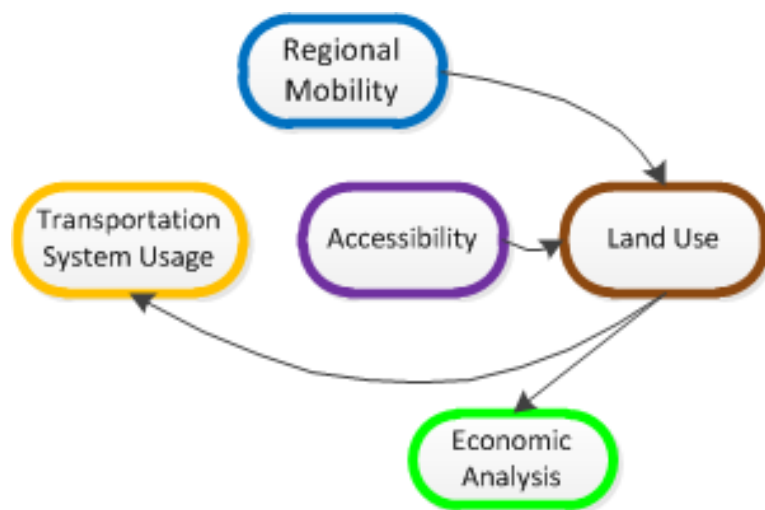 Regional
Mobility
Transportation
System Usage
Accessibility
Land Use
Economic
Analysis